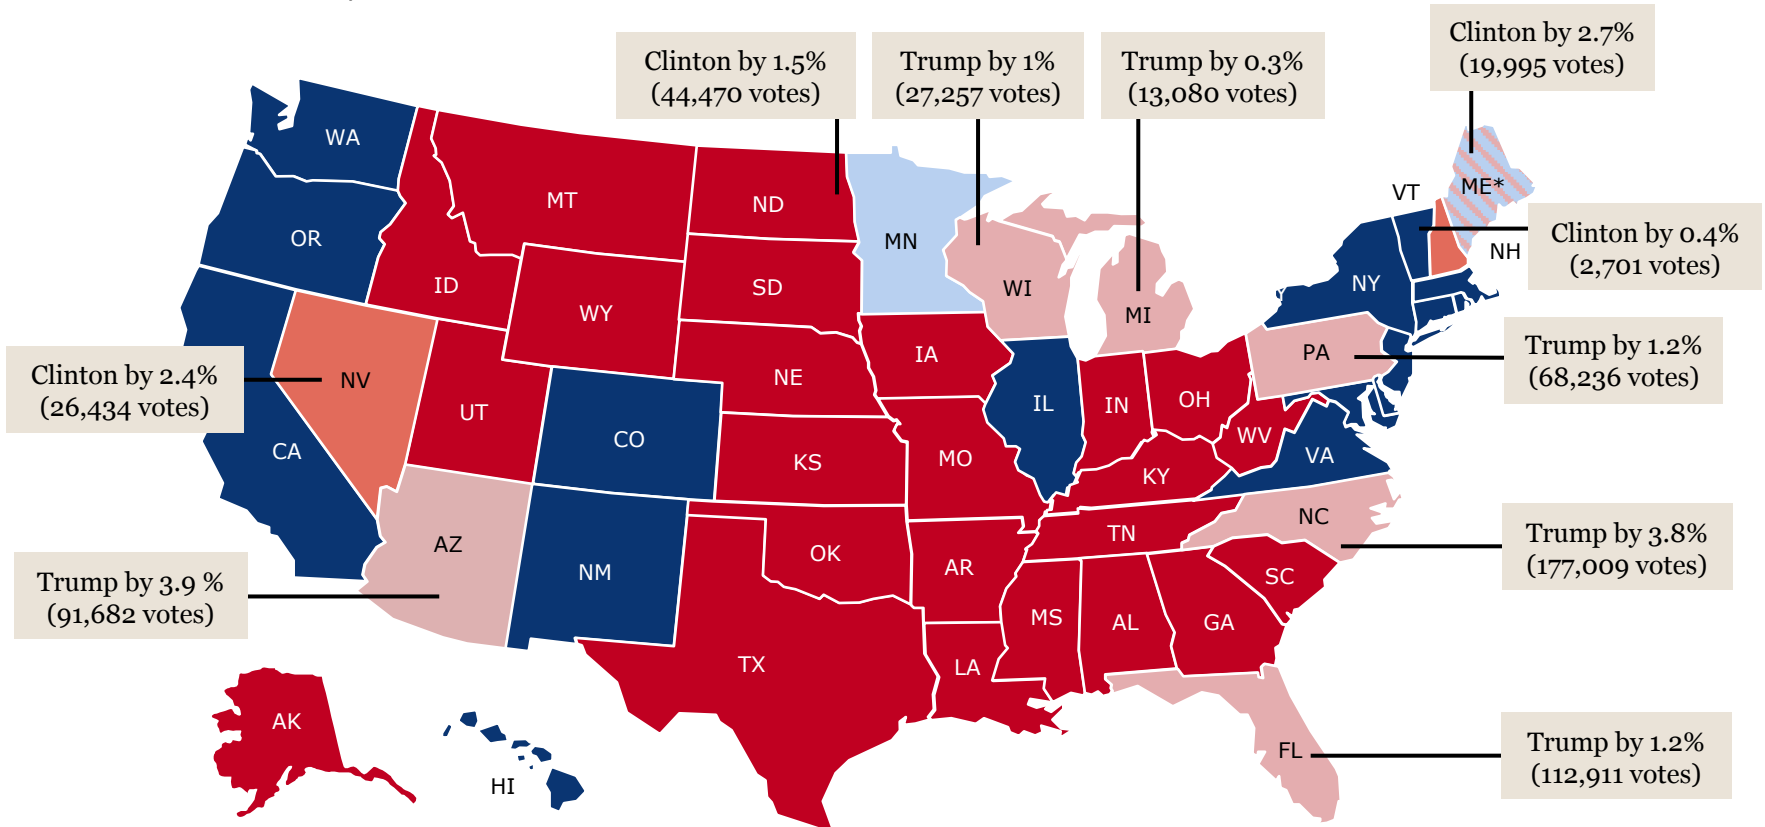 Clinton by 2.7%
(19,995 votes)
Clinton by 1.5%
(44,470 votes)
Trump by 1%
(27,257 votes)
Trump by 0.3%
(13,080 votes)
WA
MT
ND
MN
ME*
VT
OR
ID
SD
WI
MI
NY
NH
Clinton by 0.4%
(2,701 votes)
WY
IA
PA
Trump by 1.2%
(68,236 votes)
Clinton by 2.4%
(26,434 votes)
NV
UT
NE
IL
IN
OH
CO
CA
KS
MO
KY
WV
VA
AZ
NM
OK
AR
TN
NC
Trump by 3.8%
(177,009 votes)
Trump by 3.9 %
(91,682 votes)
SC
MS
AL
GA
TX
LA
AK
HI
FL
Trump by 1.2%
(112,911 votes)